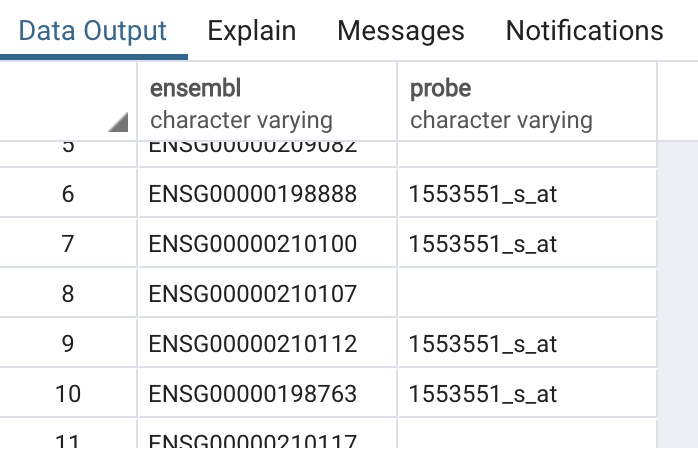 Data Output Explain Messages Notifications
ensembl probe
character varying character varying
5 ENSG00000209082
6 ENSG00000198888 1553551_s_at
7 ENSG00000210100 1553551_s_at
8 ENSG00000210107
9 ENSG00000210112 1553551_s_at
10 ENSG00000198763 1553551_s_at
11 ENSG00000210117